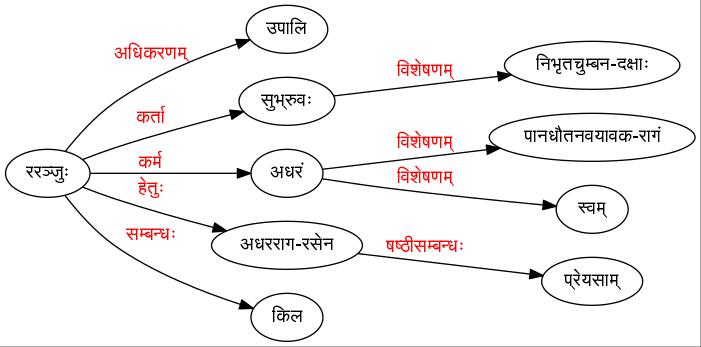 उपालि
अधिकरणम्
निभृतचुम्बन-दक्षाः
विशेषणम्
सुभ्रुवः
कर्ता
पानधौतनवयावक-रागं
विशेषणम्
कर्म
ररञ्जुः
अधरं
विशेषणम्
हेतुः
स्वम्
सम्बन्धः
अधरराग-रसेन
षष्ठीसम्बन्धः
प्रेयसाम्
किल